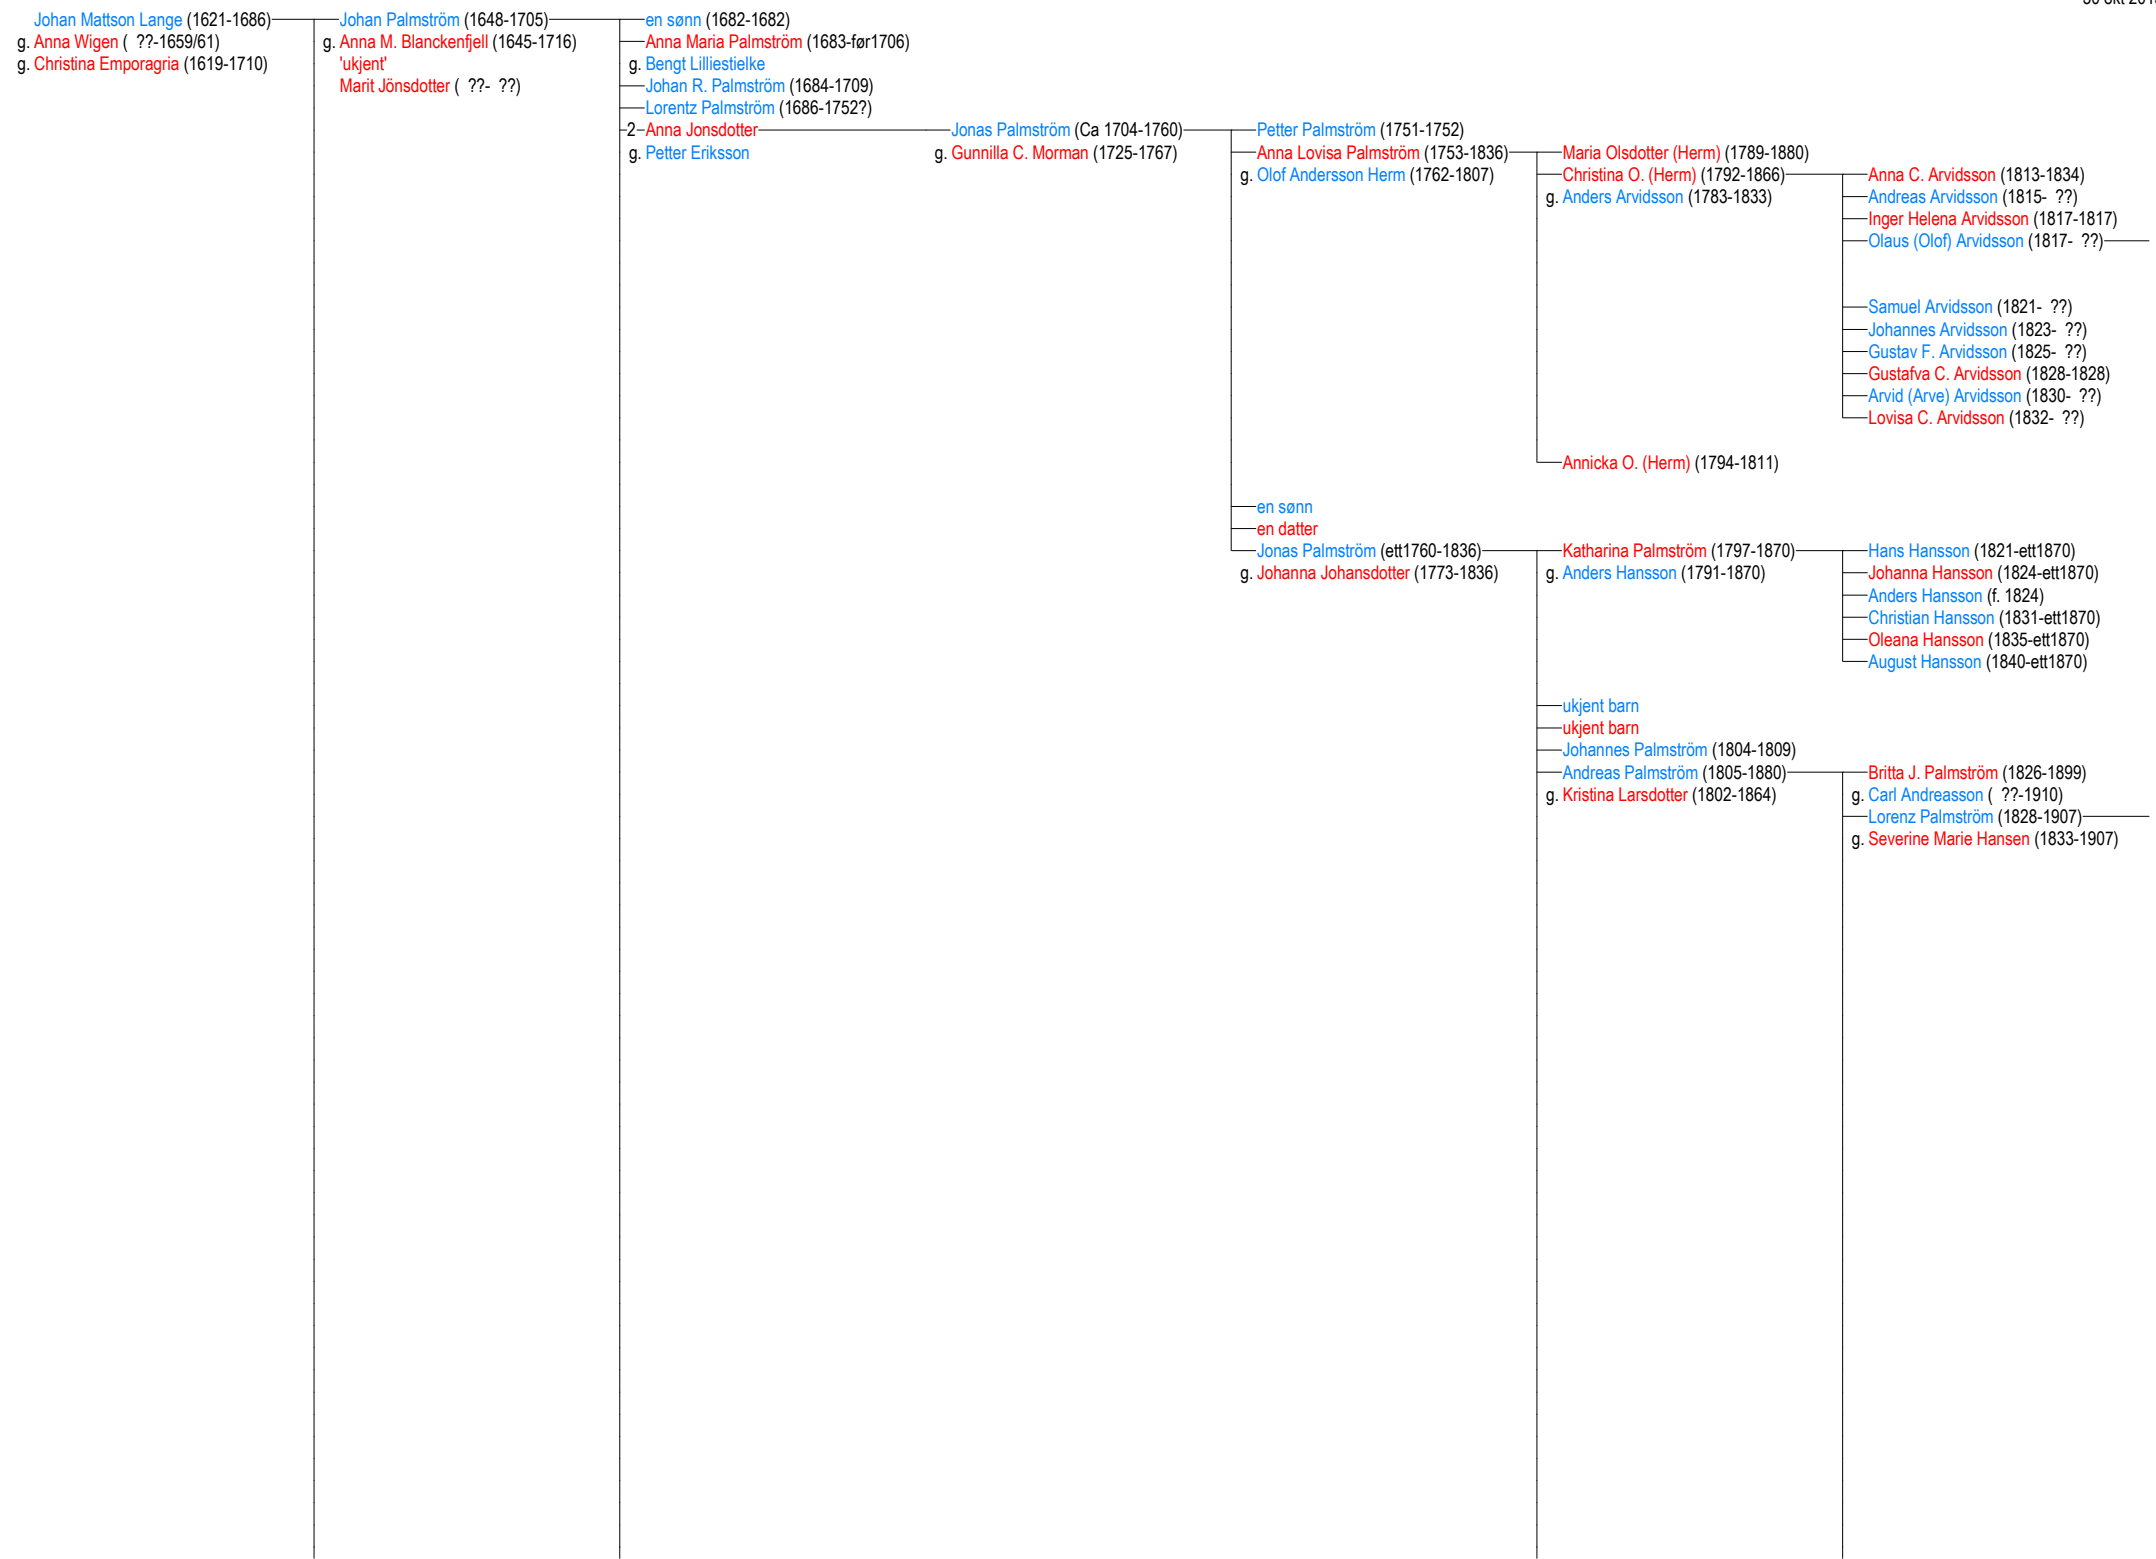 Johan Mattson Lange (1621-1686)
g. Anna Wigen ( ??-1659/61)
g. Christina Emporagria (1619-1710)
Johan Palmström (1648-1705)
g. Anna M. Blanckenfjell (1645-1716)
'ukjent'
Marit Jönsdotter ( ??- ??)
en sønn (1682-1682)
Anna Maria Palmström (1683-før1706)
g. Bengt Lilliestielke
Johan R. Palmström (1684-1709)
Lorentz Palmström (1686-1752?)
2 Anna Jonsdotter
g. Petter Eriksson
Jonas Palmström (Ca 1704-1760)
g. Gunnilla C. Morman (1725-1767)
Petter Palmström (1751-1752)
Anna Lovisa Palmström (1753-1836)
g. Olof Andersson Herm (1762-1807)
Maria Olsdotter (Herm) (1789-1880)
Christina O. (Herm) (1792-1866)
g. Anders Arvidsson (1783-1833)
Anna C. Arvidsson (1813-1834)
Andreas Arvidsson (1815- ??)
Inger Helena Arvidsson (1817-1817)
Olaus (Olof) Arvidsson (1817- ??)
Samuel Arvidsson (1821- ??)
Johannes Arvidsson (1823- ??)
Gustav F. Arvidsson (1825- ??)
Gustafva C. Arvidsson (1828-1828)
Arvid (Arve) Arvidsson (1830- ??)
Lovisa C. Arvidsson (1832- ??)
Annicka O. (Herm) (1794-1811)
en sønn
en datter
Jonas Palmström (ett1760-1836)
g. Johanna Johansdotter (1773-1836)
Katharina Palmström (1797-1870)
g. Anders Hansson (1791-1870)
Hans Hansson (1821-ett1870)
Johanna Hansson (1824-ett1870)
Anders Hansson (f. 1824)
Christian Hansson (1831-ett1870)
Oleana Hansson (1835-ett1870)
August Hansson (1840-ett1870)
ukjent barn
ukjent barn
Johannes Palmström (1804-1809)
Andreas Palmström (1805-1880)
g. Kristina Larsdotter (1802-1864)
Britta J. Palmström (1826-1899)
g. Carl Andreasson ( ??-1910)
Lorenz Palmström (1828-1907)
g. Severine Marie Hansen (1833-1907)